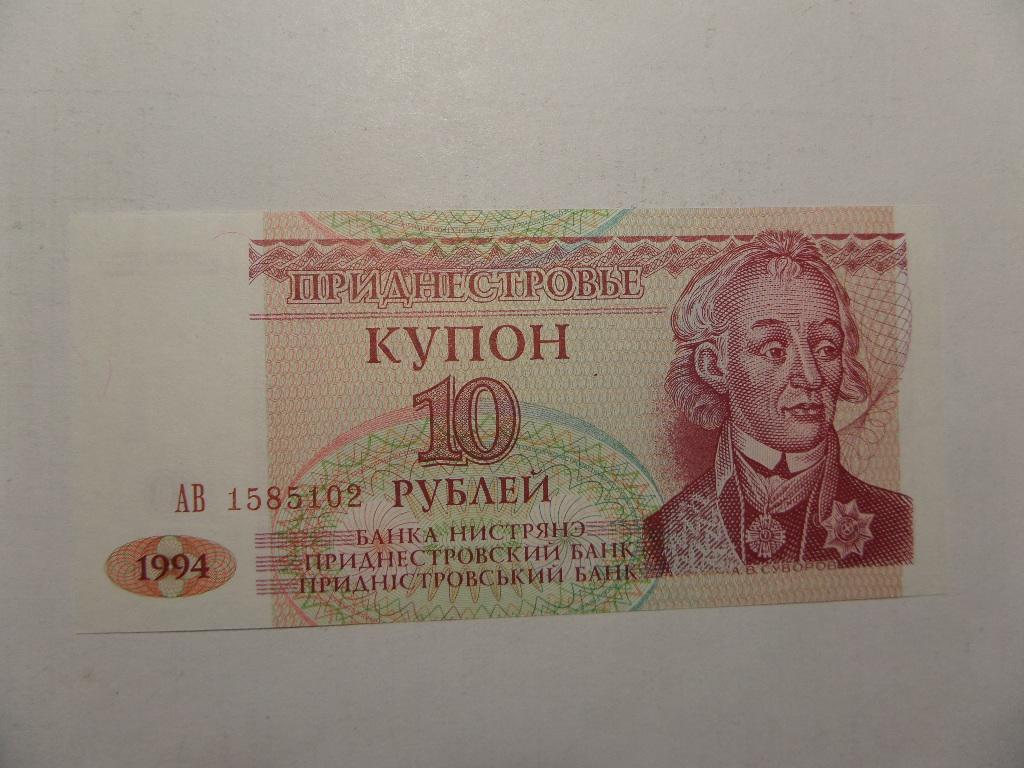 ПРИДНЕСТРОВЬЕ
КУПОН
10
РУБЛЕЙ
АВ 1585102
БАНКА НИСТРЯНЭ
ПРИДНЕСТРОВСКИЙ БАНК
ПРИДНІСТРОВСЬКИЙ БАНК
1994
А.В.СУВОРОВ